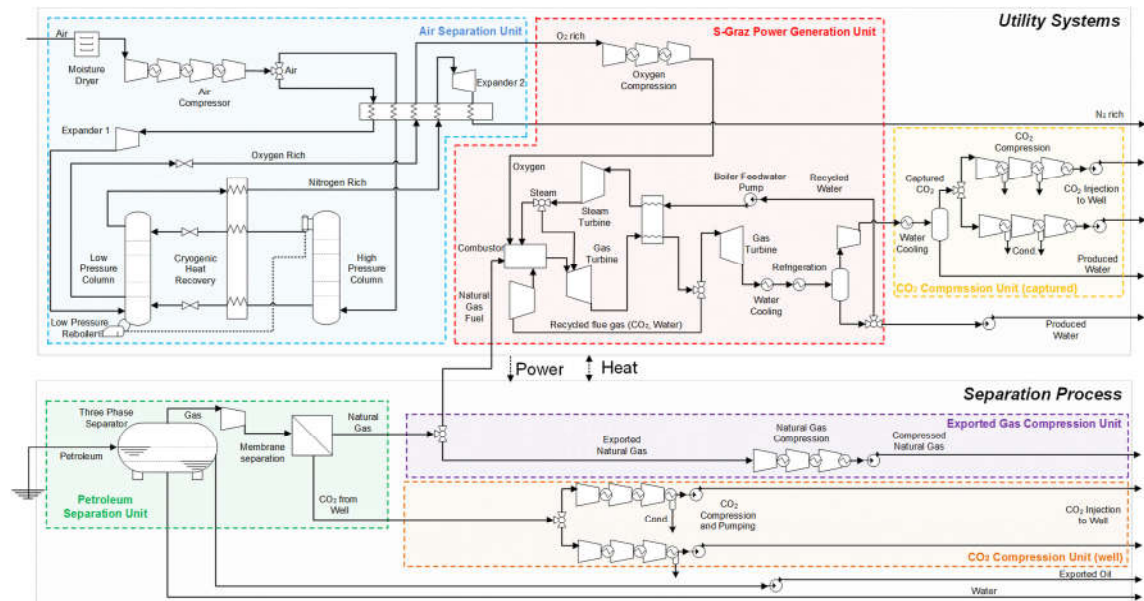 Utility Systems
Air Separation Unit
S-Graz Power Generation Unit
Air
O₂ rich
Moisture
Dryer
Air
Air
Compressor
Expander 2
Oxygen
Compression
Expander 1
N₂ rich
Oxygen Rich
Nitrogen Rich
Oxygen
Steam
Boiler Feedwater
Pump
Recycled
Water
Captured
CO₂
CO₂
Compression
CO₂ Injection
to Well
Steam
Turbine
Combustor
Gas
Turbine
Gas
Turbine
Refrigeration
Water
Cooling
Water
Cooling
Cond.
Low
Pressure
Column
Cryogenic
Heat
Recovery
High
Pressure
Column
Natural
Gas
Fuel
Produced
Water
CO₂ Compression Unit (captured)
Low Pressure
Reboiler
Recycled flue gas (CO₂, Water)
Produced
Water
Power
Heat
Separation Process
Three Phase
Separator
Gas
Natural
Gas
Exported Gas Compression Unit
Membrane
separation
Petroleum
Exported
Natural Gas
Natural Gas
Compression
Compressed
Natural Gas
CO₂ from
Well
Petroleum
Separation Unit
Cond.
CO₂
Compression
and Pumping
CO₂ Injection
to Well
CO₂ Compression Unit (well)
Exported Oil
Water